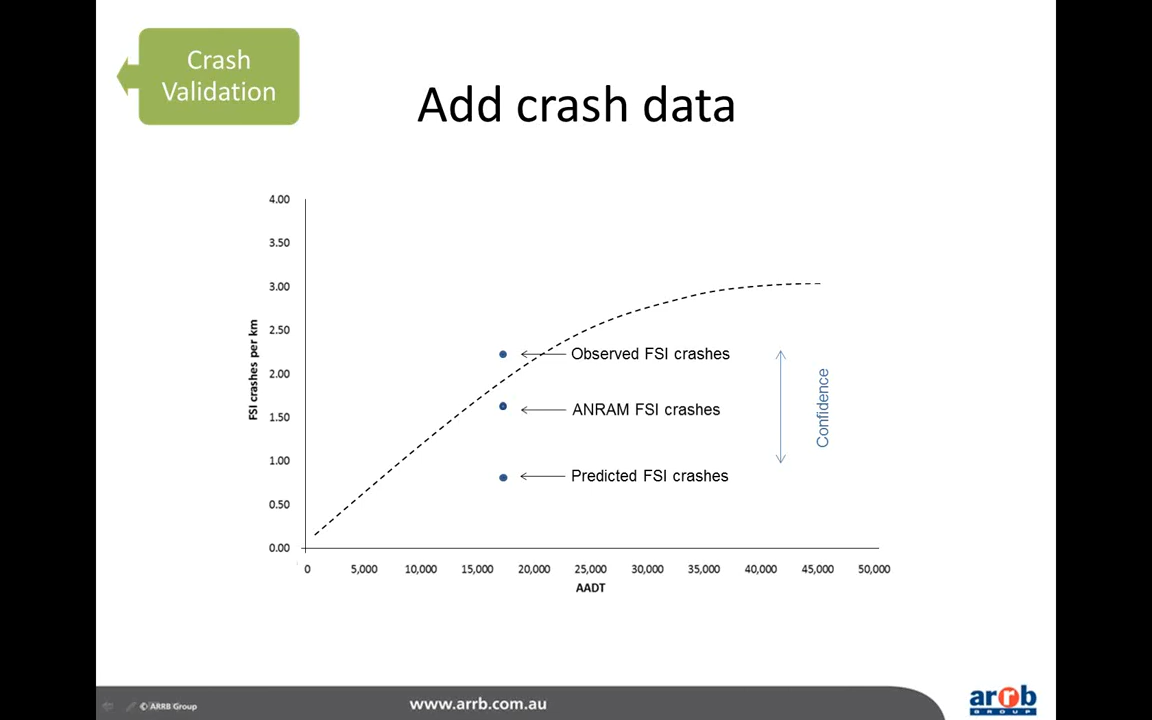 Crash
Validation
Add crash data
4.00
3.50
3.00
2.50
2.00
1.50
1.00
0.50
0.00
FSI crashes per km
Observed FSI crashes
ANRAM FSI crashes
Predicted FSI crashes
Confidence
0 5,000 10,000 15,000 20,000 25,000 30,000 35,000 40,000 45,000 50,000
AADT
© ARRB Group
www.arrb.com.au
arrb
GROUP